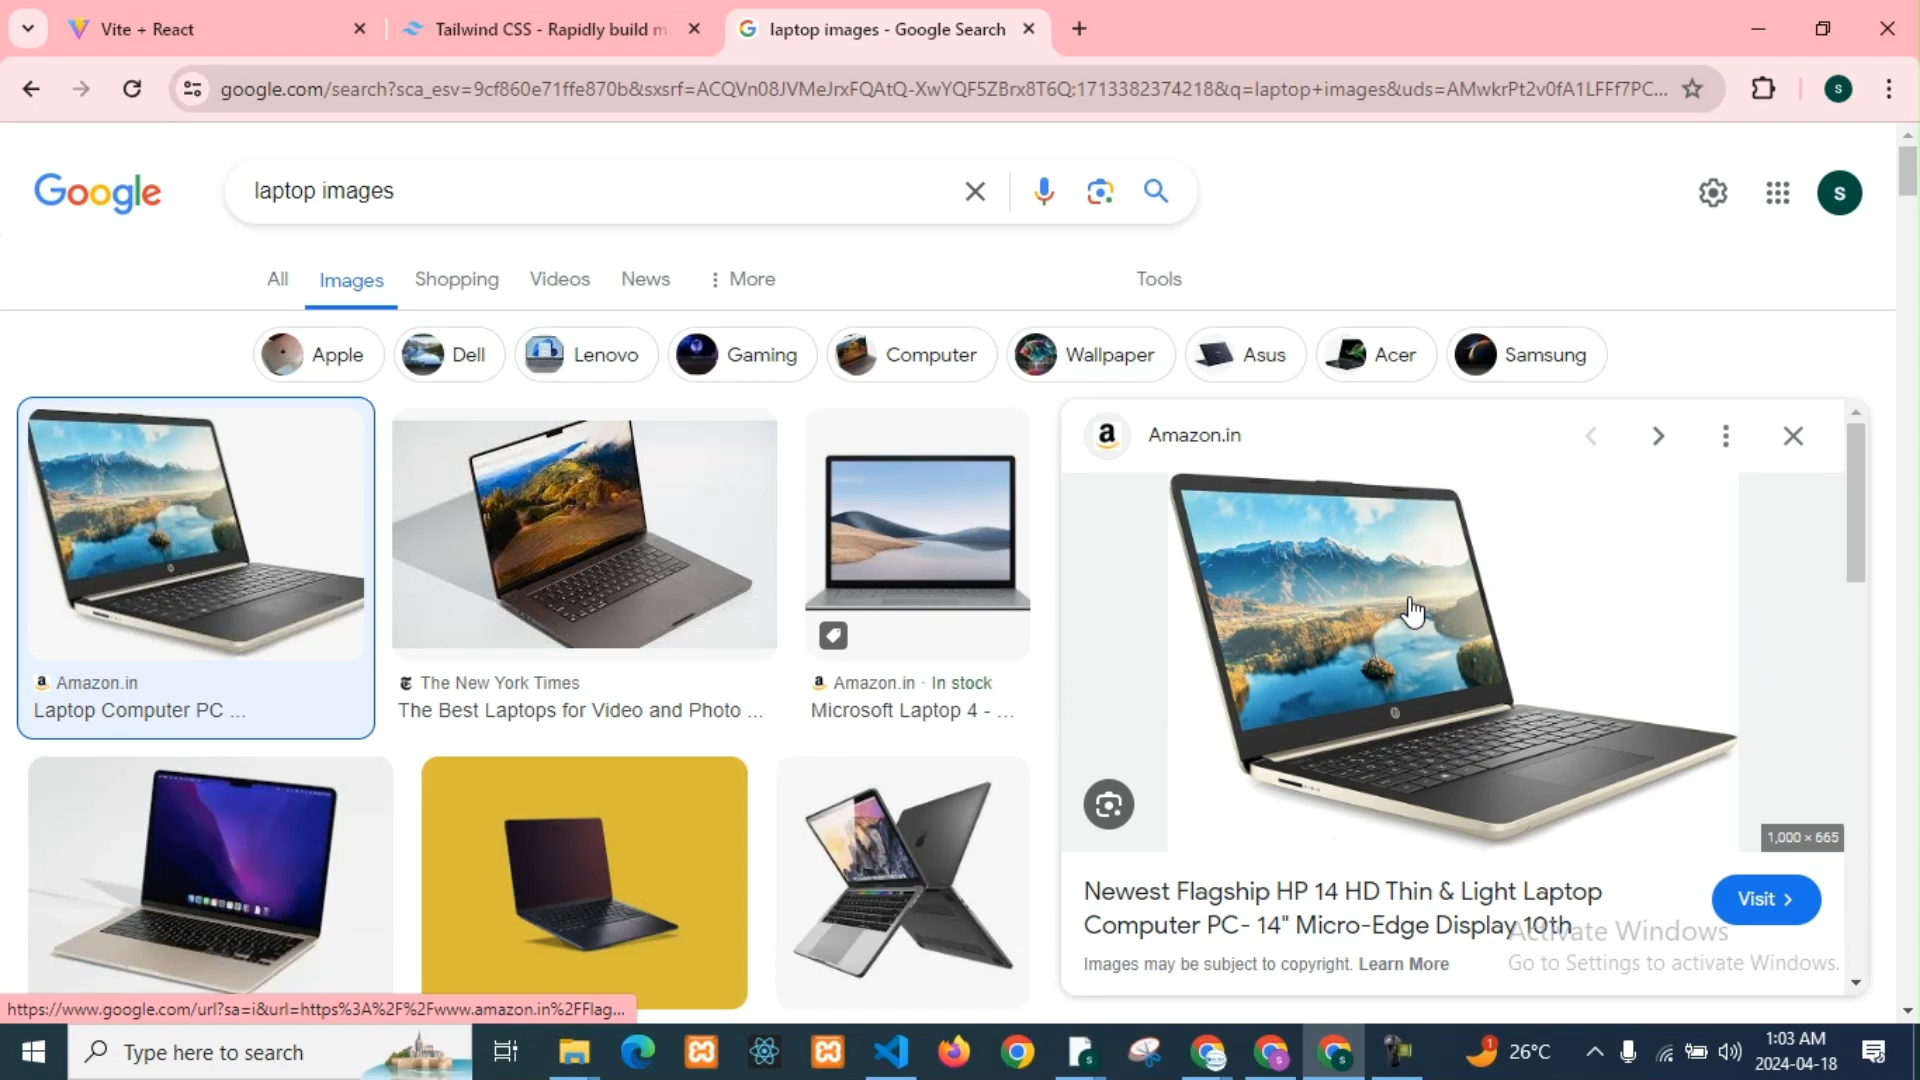 Vite + React
Tailwind CSS - Rapidly build m
laptop images - Google Search
google.com/search?sca_esv=9cf860e71ffe870b&sxsrf=ACQVn08JVMeJrxFQAtQ-XwYQF5ZBrx8T6Q:1713382374218&q=laptop+images&uds=AMwkrPt2v0fA1LFFf7PC...
S
Google
laptop images
S
All
Images
Shopping
Videos
News
More
Tools
Apple
Dell
Lenovo
Gaming
Computer
Wallpaper
Asus
Acer
Samsung
Amazon.in
Laptop Computer PC ...
The New York Times
The Best Laptops for Video and Photo ...
Amazon.in · In stock
Microsoft Laptop 4 - ...
Amazon.in
1,000 × 665
Newest Flagship HP 14 HD Thin & Light Laptop
Computer PC- 14" Micro-Edge Display 10th
Visit
Images may be subject to copyright. Learn More
Activate Windows
Go to Settings to activate Windows.
https://www.google.com/url?sa=i&url=https%3A%2F%2Fwww.amazon.in%2FFlag...
Type here to search
26°C
1:03 AM
2024-04-18